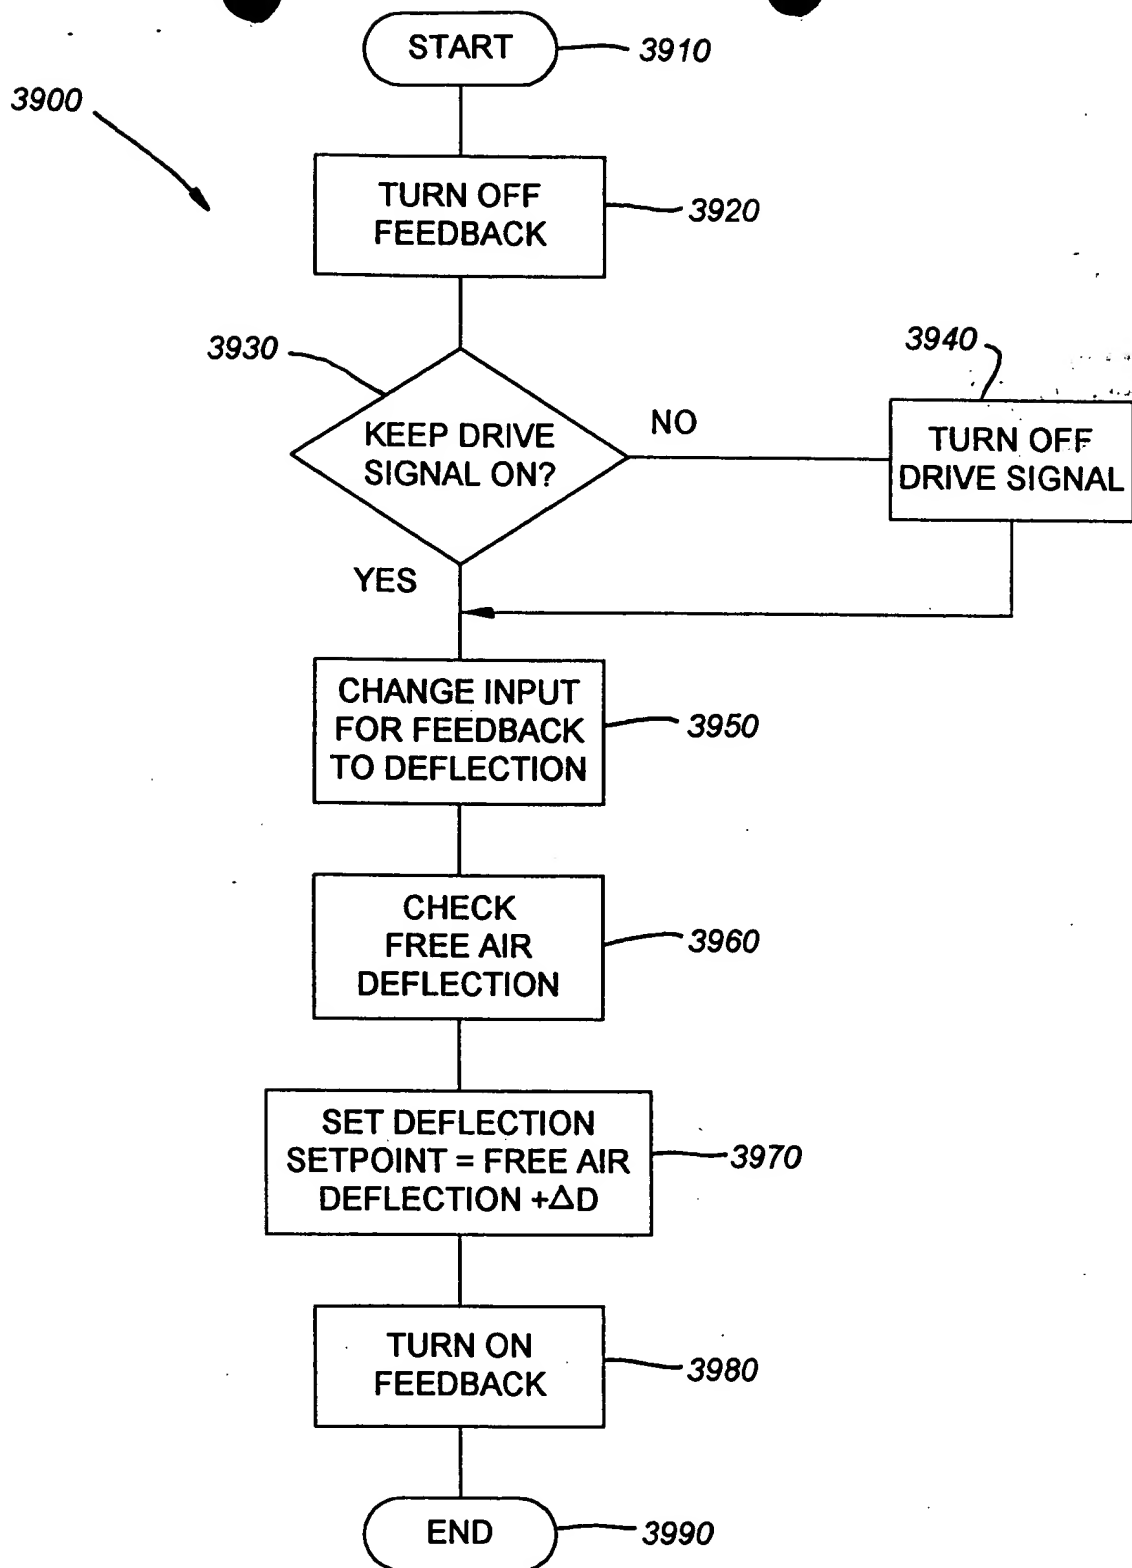 START
3910
3900
TURN OFF
FEEDBACK
3920
3930
KEEP DRIVE
SIGNAL ON?
NO
3940
TURN OFF
DRIVE SIGNAL
YES
CHANGE INPUT
FOR FEEDBACK
TO DEFLECTION
3950
CHECK
FREE AIR
DEFLECTION
3960
SET DEFLECTION
SETPOINT = FREE AIR
DEFLECTION +ΔD
3970
TURN ON
FEEDBACK
3980
END
3990